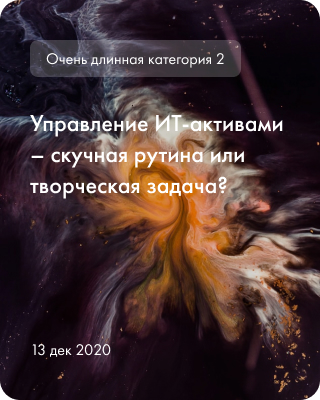 Очень длинная категория 2
Управление ИТ-активами
– скучная рутина или
творческая задача?
13 дек 2020